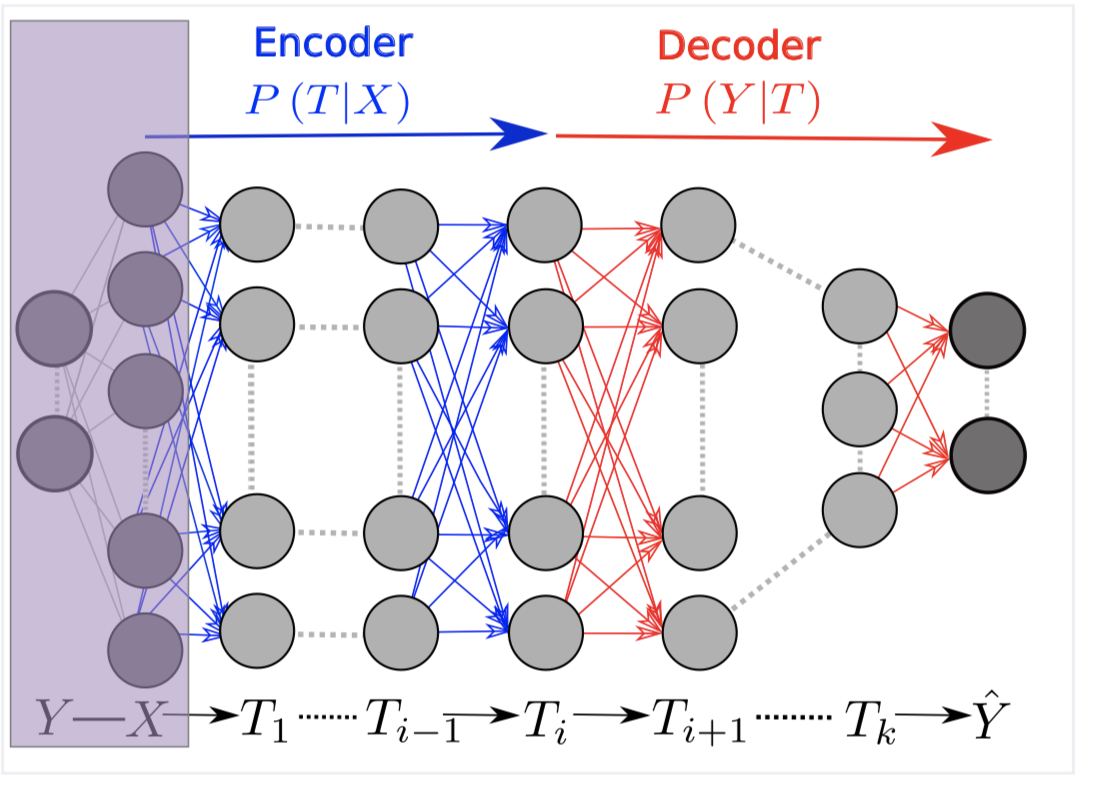 Encoder Decoder
P (T|X) P (Y|T)
Y—X → T₁ ········ Tᵢ₋₁ → Tᵢ → Tᵢ₊₁ ········ Tₖ → Ŷ